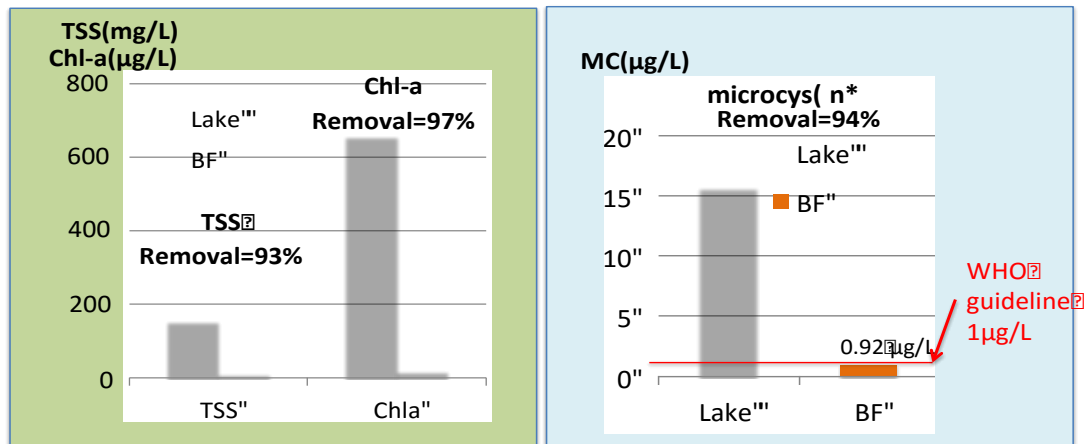 TSS(mg/L)
Chl-a(µg/L)
800
600
400
200
0
Lake""
BF"
Chl-a
Removal=97%
TSS⍰
Removal=93%
TSS"
Chla"
MC(µg/L)
microcys( n*
Removal=94%
20"
15"
10"
5"
0"
Lake""
BF"
WHO⍰
guideline⍰
1µg/L
0.92⍰µg/L
Lake""
BF"